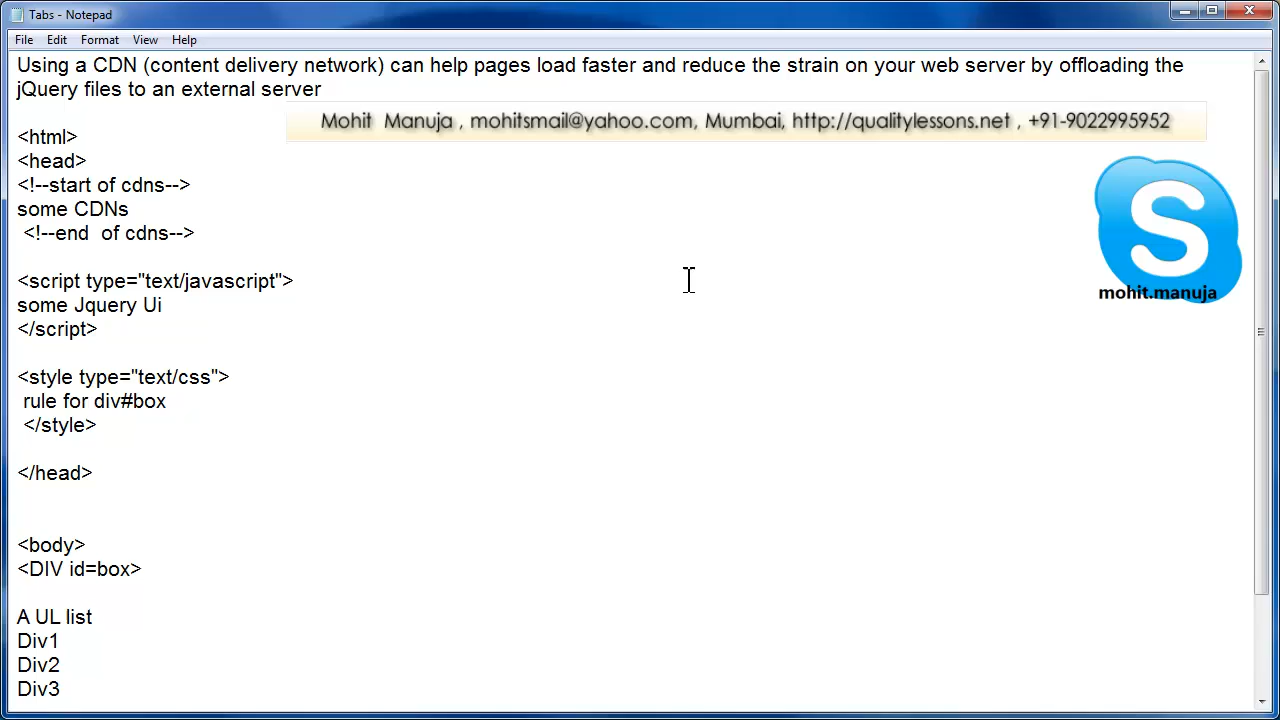 Tabs - Notepad
File Edit Format View Help
Using a CDN (content delivery network) can help pages load faster and reduce the strain on your web server by offloading the
jQuery files to an external server
Mohit Manuja , mohitsmail@yahoo.com, Mumbai, http://qualitylessons.net , +91-9022995952
<html>
<head>
<!--start of cdns-->
some CDNs
<!--end  of cdns-->
S
mohit.manuja
<script type="text/javascript">
some Jquery Ui
</script>
<style type="text/css">
rule for div#box
</style>
</head>
<body>
<DIV id=box>
A UL list
Div1
Div2
Div3